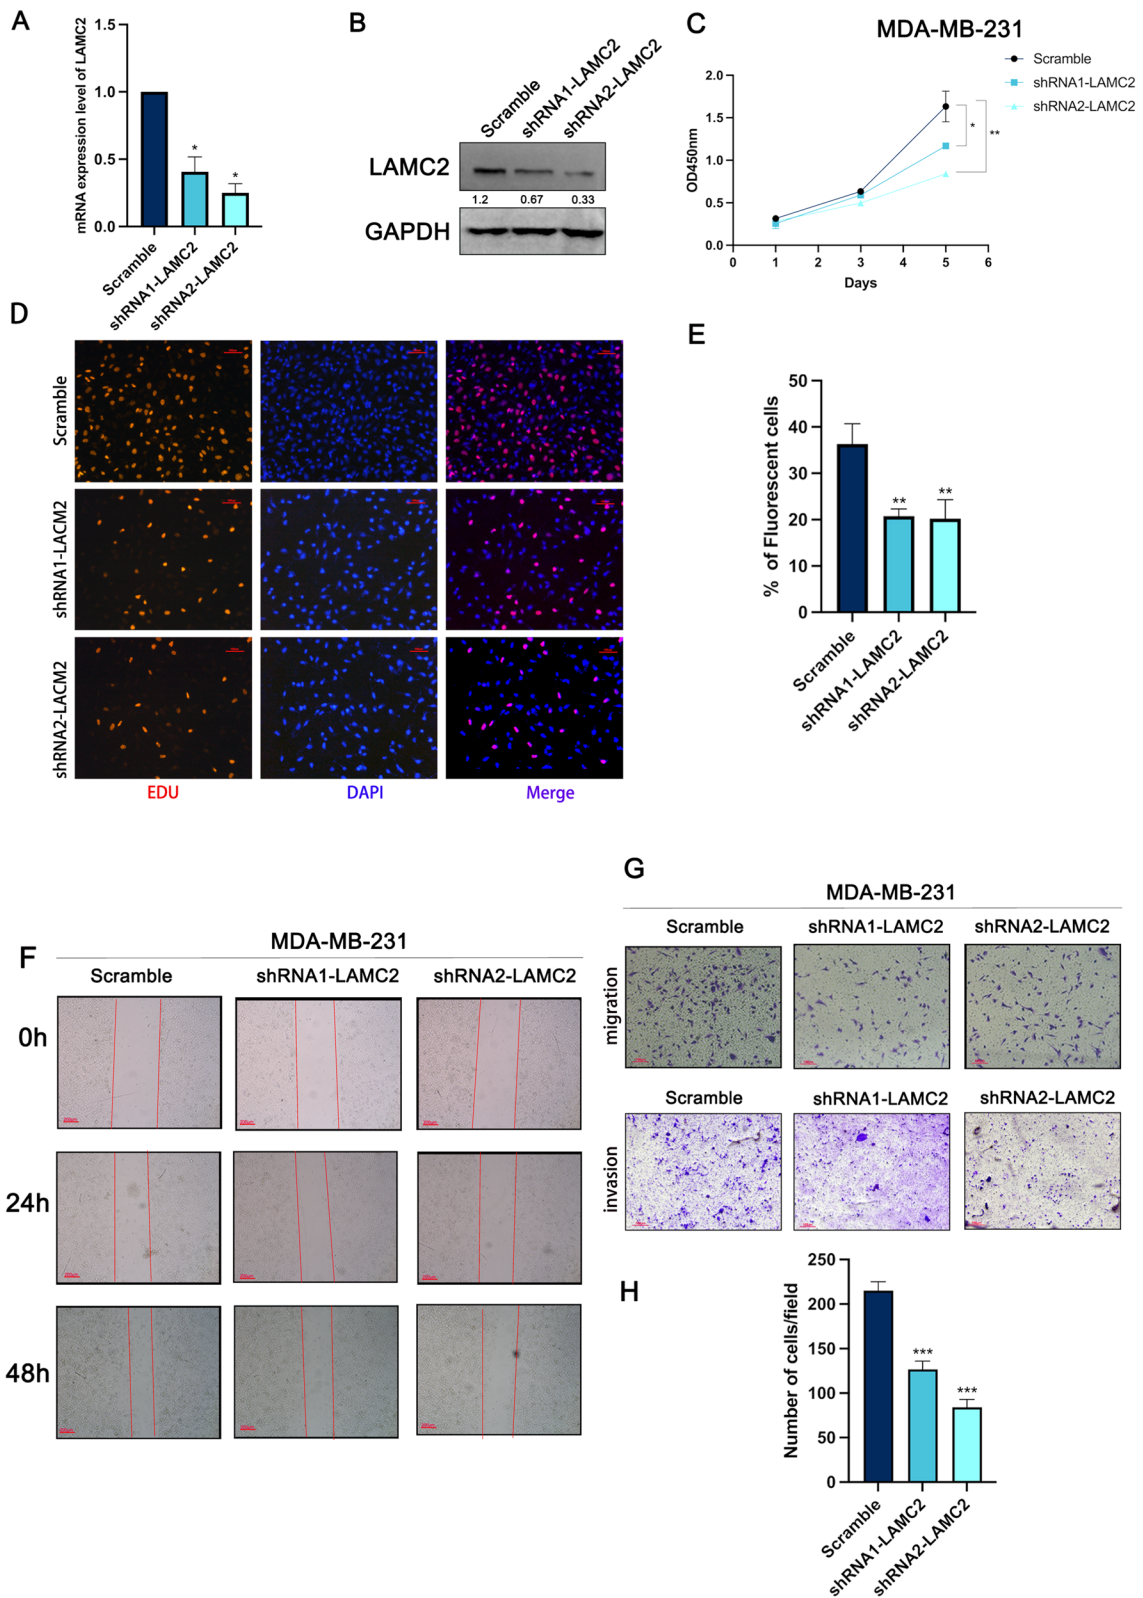 A
mRNA expression level of LAMC2
1.5
1.0
0.5
0.0
*
*
Scramble
shRNA1-LAMC2
shRNA2-LAMC2
B
Scramble
shRNA1-LAMC2
shRNA2-LAMC2
LAMC2
1.2 0.67 0.33
GAPDH
C
MDA-MB-231
Scramble
shRNA1-LAMC2
shRNA2-LAMC2
OD450nm
2.0
1.5
1.0
0.5
0.0
*
**
0 1 2 3 4 5 6
Days
D
Scramble
shRNA1-LACM2
shRNA2-LACM2
EDU DAPI Merge
E
% of Fluorescent cells
50
40
30
20
10
0
**
**
Scramble
shRNA1-LAMC2
shRNA2-LAMC2
F
MDA-MB-231
Scramble shRNA1-LAMC2 shRNA2-LAMC2
0h
24h
48h
G
MDA-MB-231
Scramble shRNA1-LAMC2 shRNA2-LAMC2
migration
Scramble shRNA1-LAMC2 shRNA2-LAMC2
invasion
H
Number of cells/field
250
200
150
100
50
0
***
***
Scramble
shRNA1-LAMC2
shRNA2-LAMC2